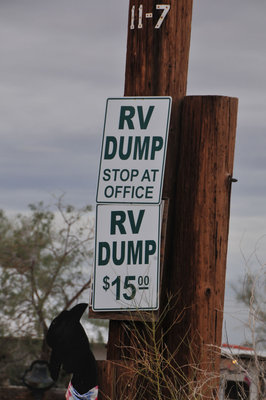 11-7
RV
DUMP
STOP AT
OFFICE
RV
DUMP
$15.00